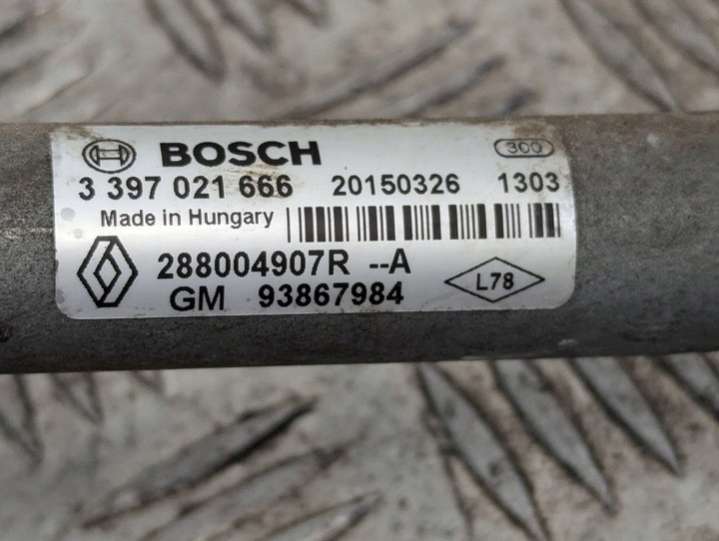 BOSCH 300
3 397 021 666 20150326 1303
Made in Hungary
288004907R --A
GM 93867984 L78